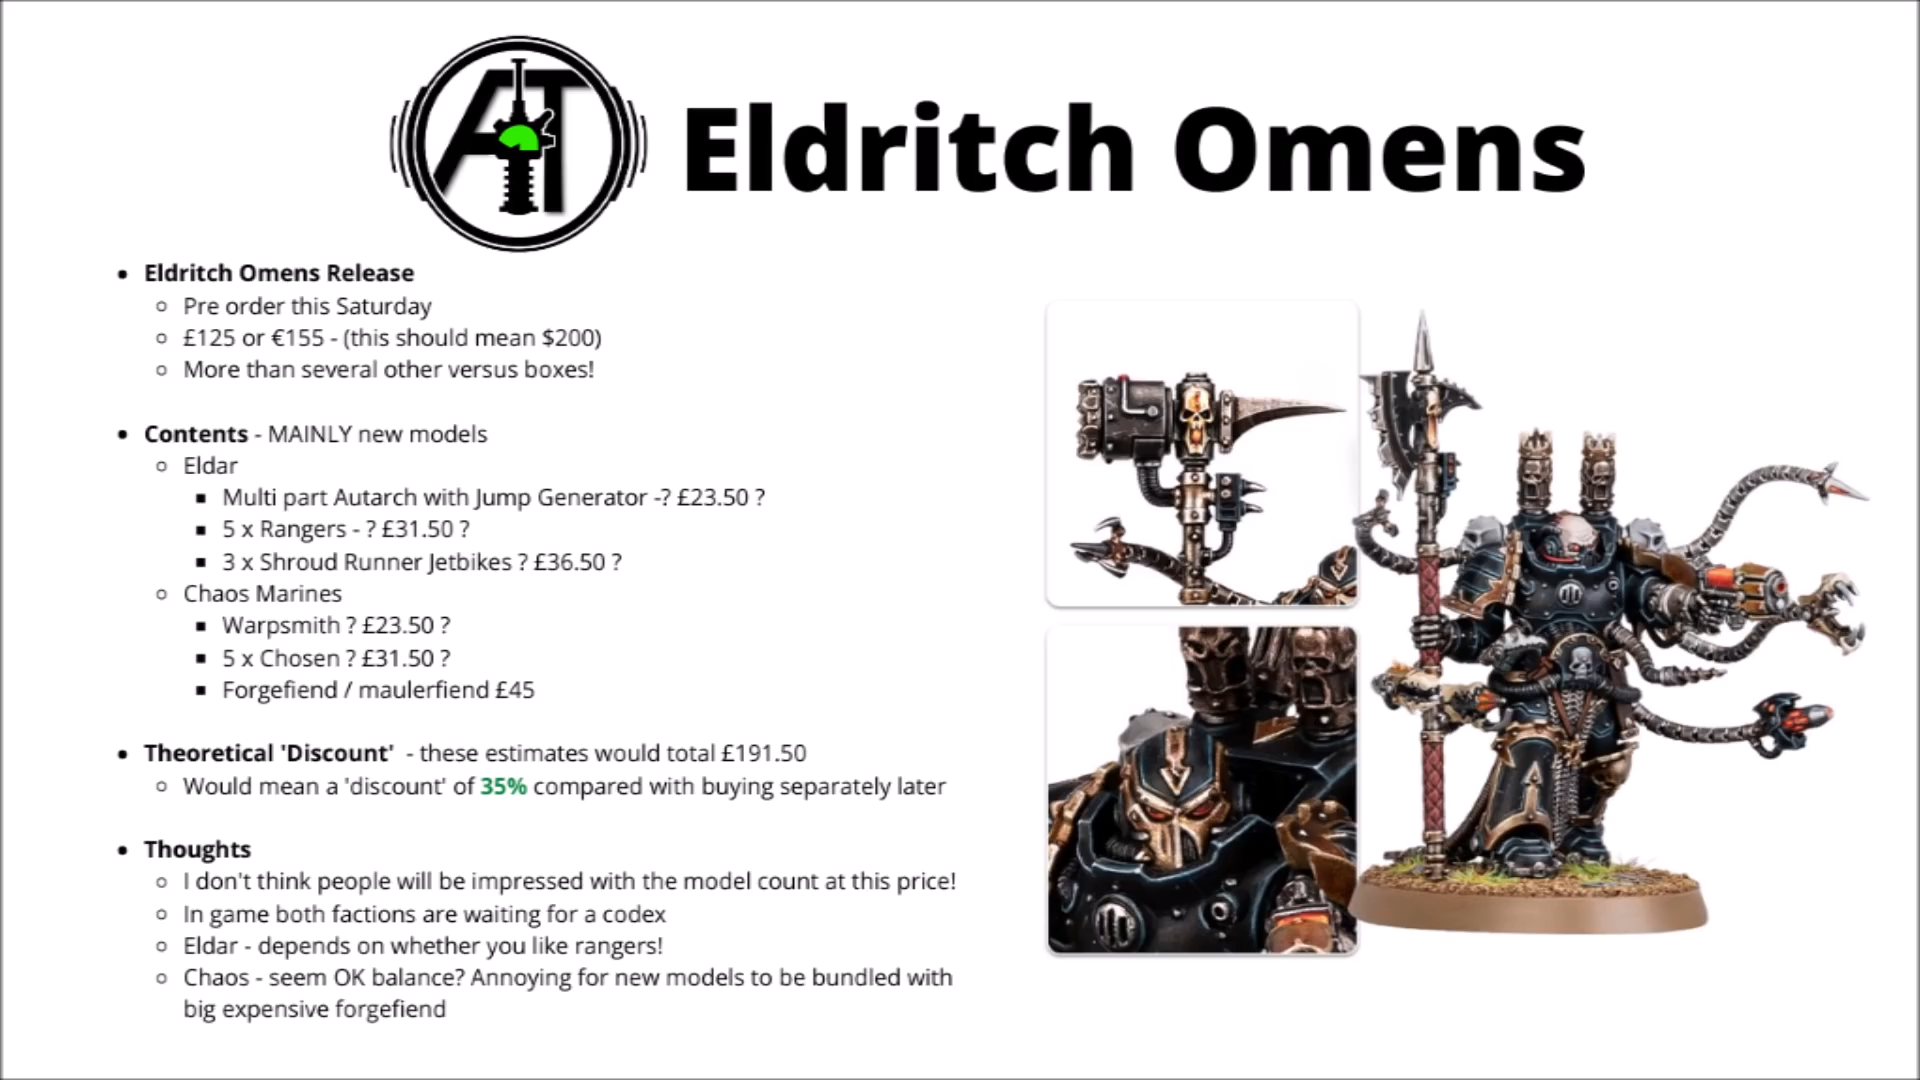 AT
Eldritch Omens
• Eldritch Omens Release
○ Pre order this Saturday
○ £125 or €155 - (this should mean $200)
○ More than several other versus boxes!
• Contents - MAINLY new models
○ Eldar
▪ Multi part Autarch with Jump Generator -? £23.50 ?
▪ 5 x Rangers - ? £31.50 ?
▪ 3 x Shroud Runner Jetbikes ? £36.50 ?
○ Chaos Marines
▪ Warpsmith ? £23.50 ?
▪ 5 x Chosen ? £31.50 ?
▪ Forgefiend / maulerfiend £45
• Theoretical 'Discount' - these estimates would total £191.50
○ Would mean a 'discount' of 35% compared with buying separately later
• Thoughts
○ I don't think people will be impressed with the model count at this price!
○ In game both factions are waiting for a codex
○ Eldar - depends on whether you like rangers!
○ Chaos - seem OK balance? Annoying for new models to be bundled with
big expensive forgefiend